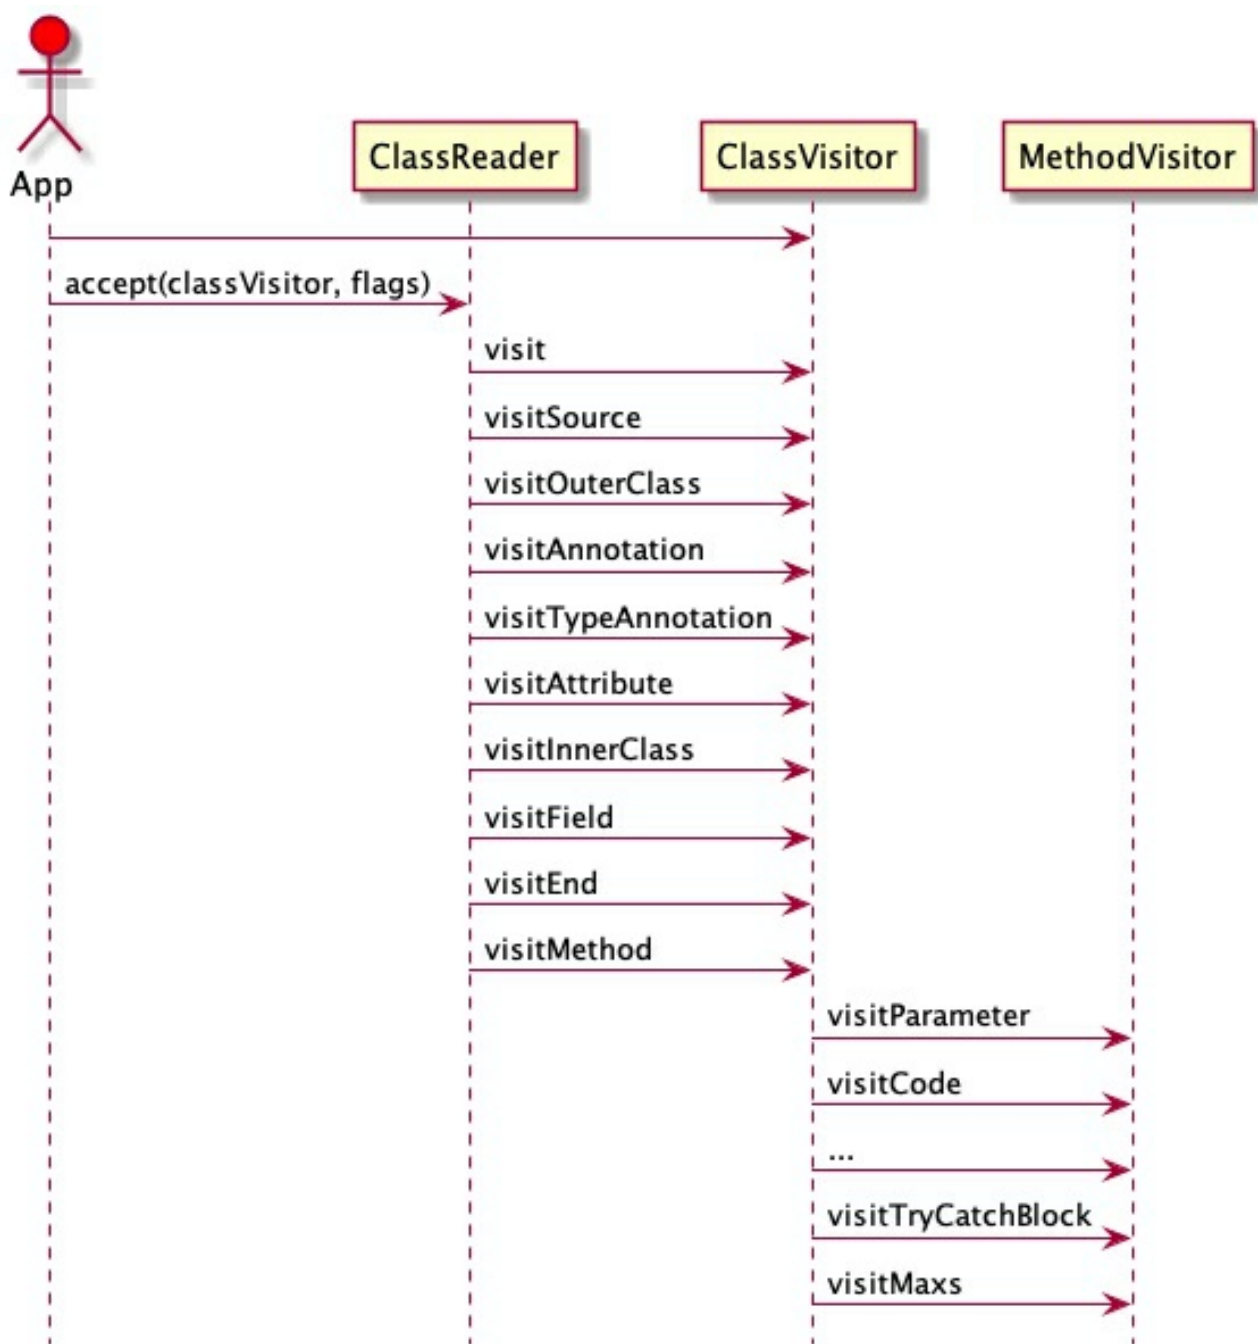 App
ClassReader
ClassVisitor
MethodVisitor
accept(classVisitor, flags)
visit
visitSource
visitOuterClass
visitAnnotation
visitTypeAnnotation
visitAttribute
visitInnerClass
visitField
visitEnd
visitMethod
visitParameter
visitCode
...
visitTryCatchBlock
visitMaxs